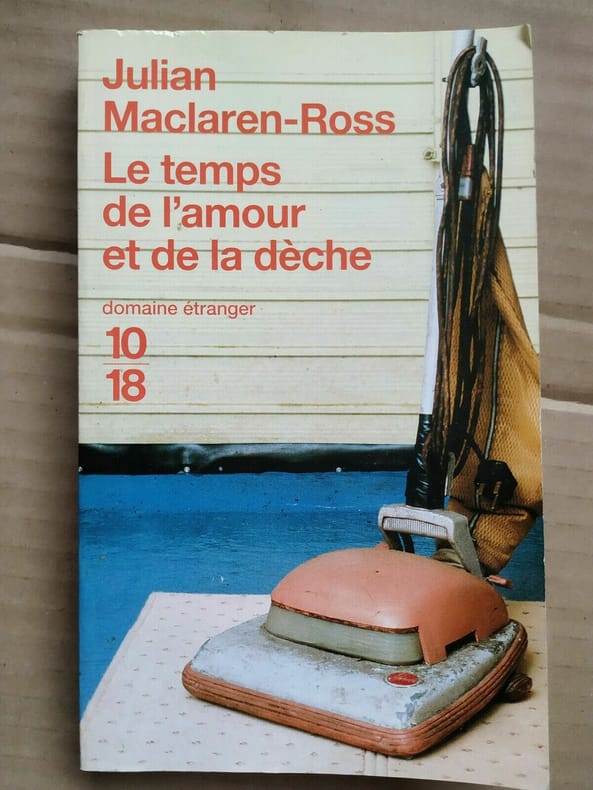 Julian
Maclaren-Ross
Le temps
de l'amour
et de la dèche
domaine étranger
10
18